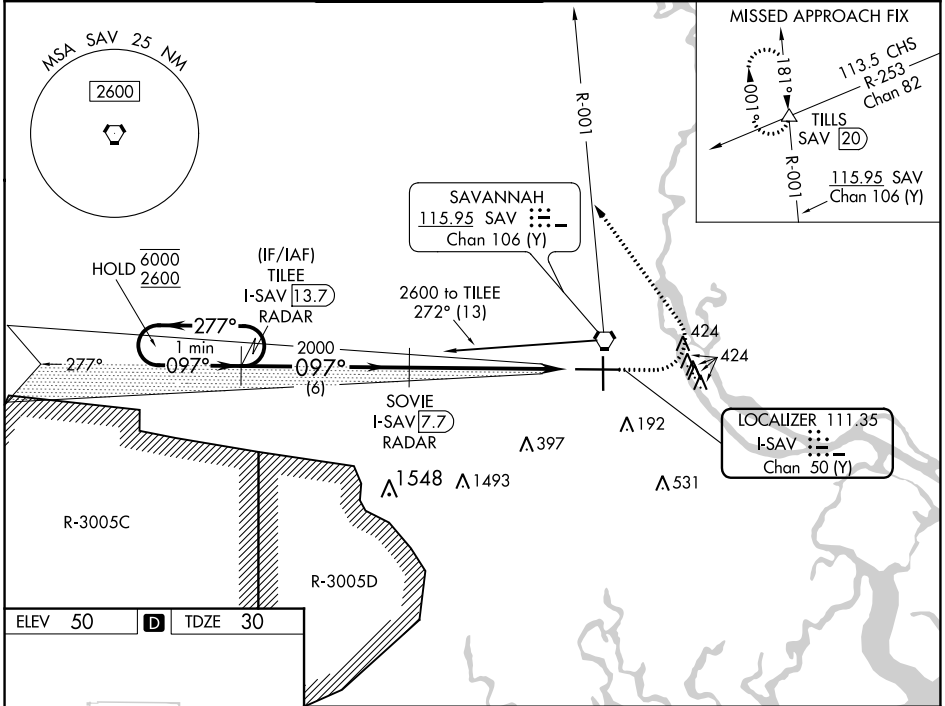 MSA SAV 25 NM
2600
MISSED APPROACH FIX
181°
001°
113.5 CHS
R-253
Chan 82
TILLS
SAV 20
R-001
115.95 SAV
Chan 106 (Y)
R-001
SAVANNAH
115.95 SAV
Chan 106 (Y)
HOLD 6000
2600
(IF/IAF)
TILEE
I-SAV 13.7
RADAR
2600 to TILEE
272° (13)
277°
1 min
097°
277°
2000
097°
(6)
SOVIE
I-SAV 7.7
RADAR
424
424
192
397
1548
1493
531
LOCALIZER 111.35
I-SAV
Chan 50 (Y)
R-3005C
R-3005D
ELEV 50
D
TDZE 30